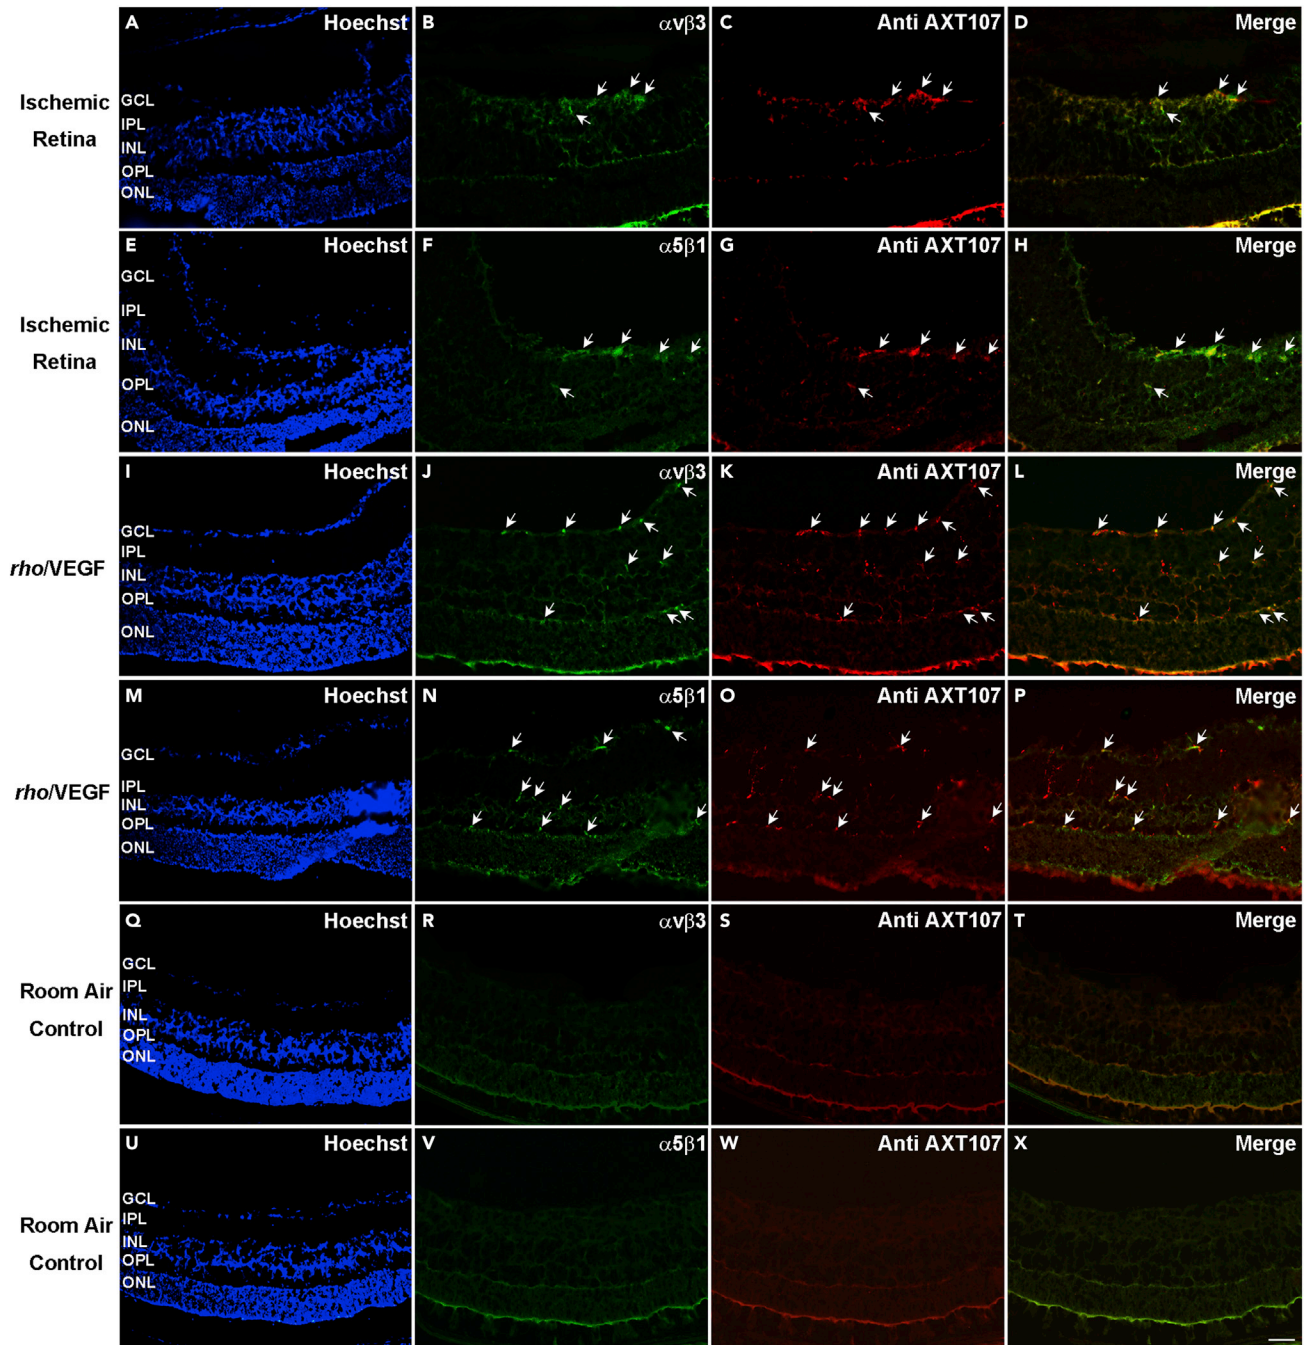 A Hoechst B αvβ3 C Anti AXT107 D Merge
Ischemic
Retina
GCL
IPL
INL
OPL
ONL
E Hoechst F α5β1 G Anti AXT107 H Merge
Ischemic
Retina
GCL
IPL
INL
OPL
ONL
I Hoechst J αvβ3 K Anti AXT107 L Merge
rho/VEGF
GCL
IPL
INL
OPL
ONL
M Hoechst N α5β1 O Anti AXT107 P Merge
rho/VEGF
GCL
IPL
INL
OPL
ONL
Q Hoechst R αvβ3 S Anti AXT107 T Merge
Room Air
Control
GCL
IPL
INL
OPL
ONL
U Hoechst V α5β1 W Anti AXT107 X Merge
Room Air
Control
GCL
IPL
INL
OPL
ONL